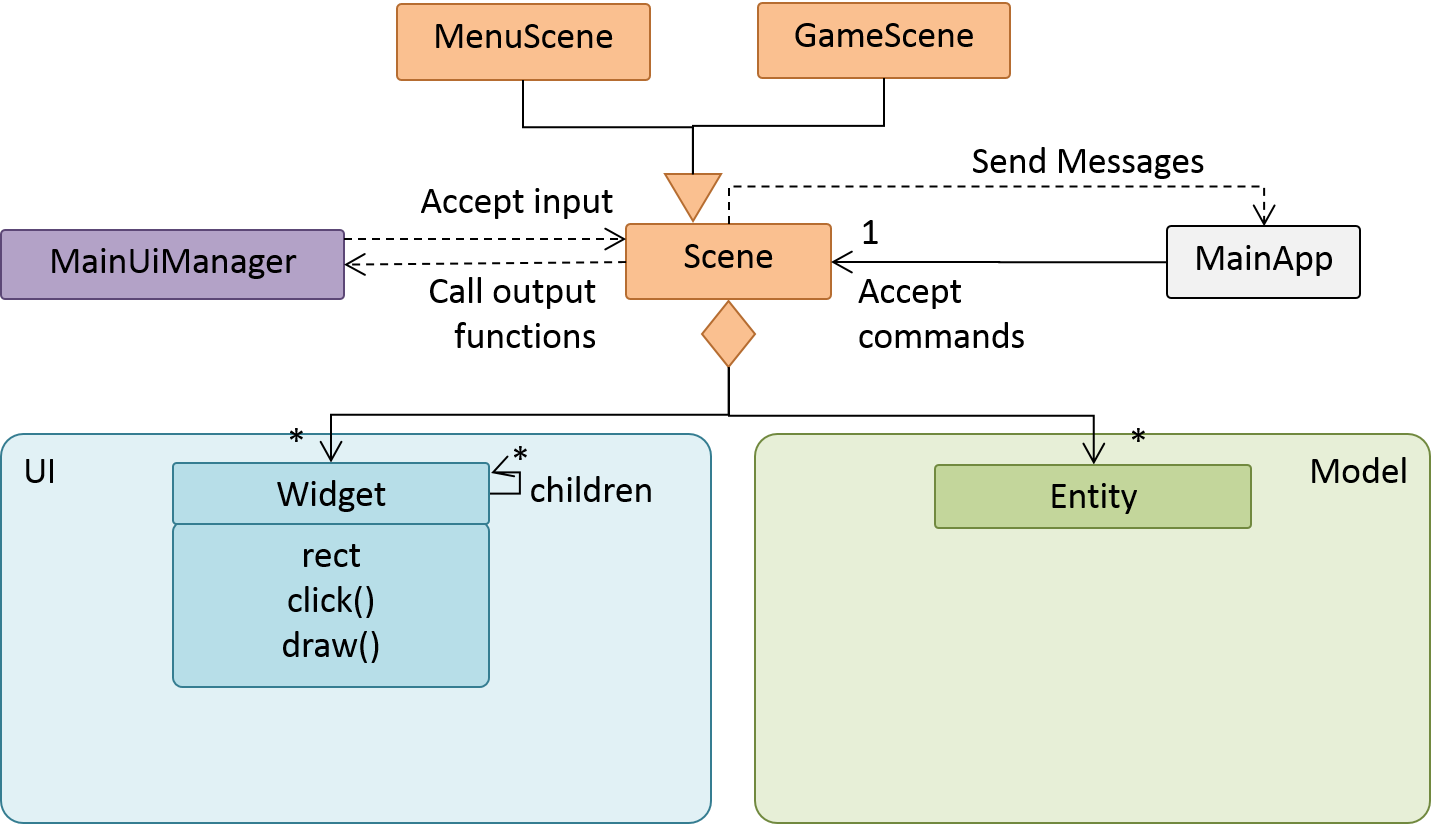 MenuScene
GameScene
Send Messages
Accept input
1
MainUiManager
Scene
MainApp
Call output
functions
Accept
commands
*
*
*
UI
Widget
children
Model
Entity
rect
click()
draw()